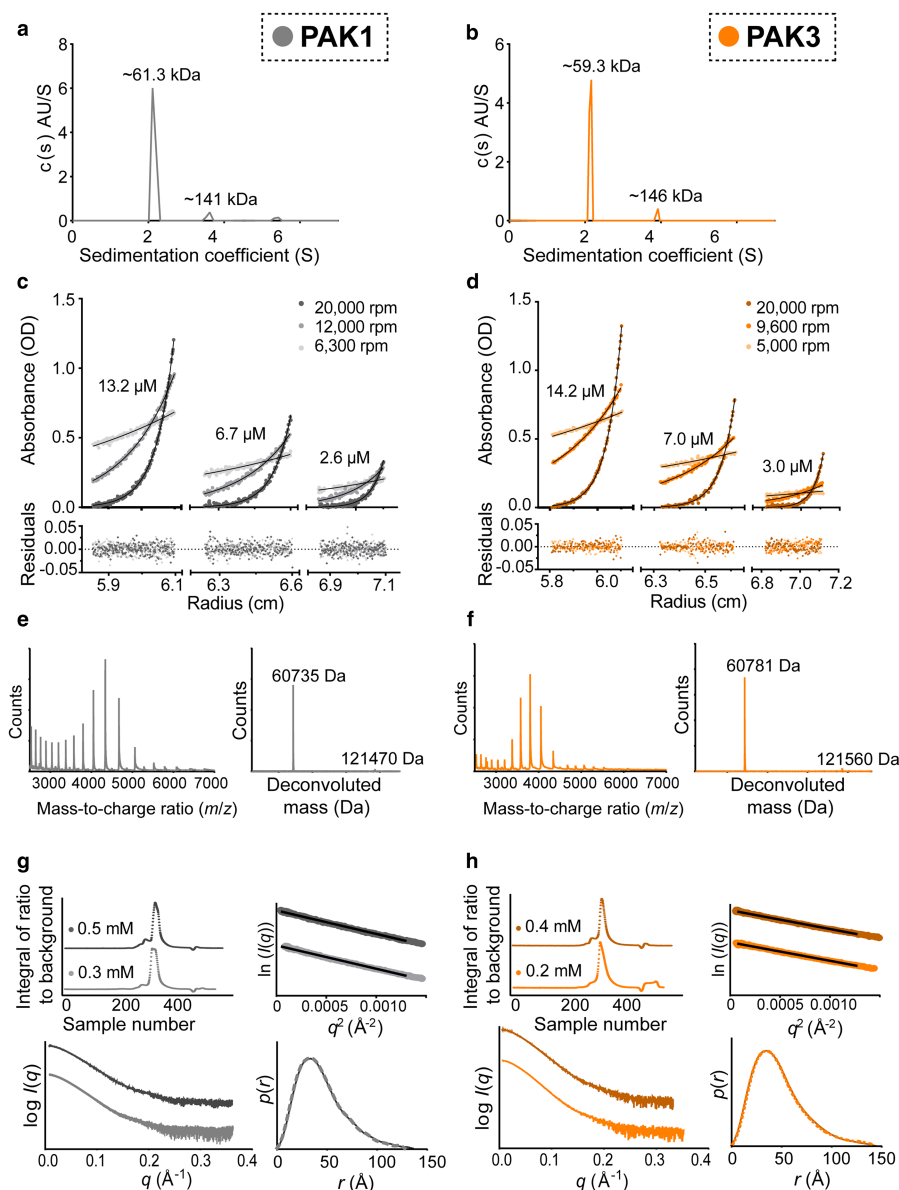 a
PAK1
8
6
4
2
0
c(s) AU/S
~61.3 kDa
~141 kDa
0 2 4 6
Sedimentation coefficient (S)
b
PAK3
6
4
2
0
c(s) AU/S
~59.3 kDa
~146 kDa
0 2 4 6
Sedimentation coefficient (S)
c
1.5
1.0
0.5
0.0
Absorbance (OD)
20,000 rpm
12,000 rpm
6,300 rpm
13.2 µM
6.7 µM
2.6 µM
0.05
0.00
-0.05
Residuals
5.9 6.1 6.3 6.6 6.9 7.1
Radius (cm)
d
1.5
1.0
0.5
0.0
Absorbance (OD)
20,000 rpm
9,600 rpm
5,000 rpm
14.2 µM
7.0 µM
3.0 µM
0.05
0.00
-0.05
Residuals
5.8 6.0 6.3 6.5 6.8 7.0 7.2
Radius (cm)
e
Counts
3000 4000 5000 6000 7000
Mass-to-charge ratio (m/z)
Counts
60735 Da
121470 Da
Deconvoluted
mass (Da)
f
Counts
3000 4000 5000 6000 7000
Mass-to-charge ratio (m/z)
Counts
60781 Da
121560 Da
Deconvoluted
mass (Da)
g
Integral of ratio
to background
0.5 mM
0.3 mM
0 200 400
Sample number
ln (I(q))
0 0.0005 0.0010
q² (Å⁻²)
log I(q)
0.0 0.1 0.2 0.3 0.4
q (Å⁻¹)
p(r)
0 50 100 150
r (Å)
h
Integral of ratio
to background
0.4 mM
0.2 mM
0 200 400
Sample number
ln (I(q))
0 0.0005 0.0010
q² (Å⁻²)
log I(q)
0.0 0.1 0.2 0.3 0.4
q (Å⁻¹)
p(r)
0 50 100 150
r (Å)